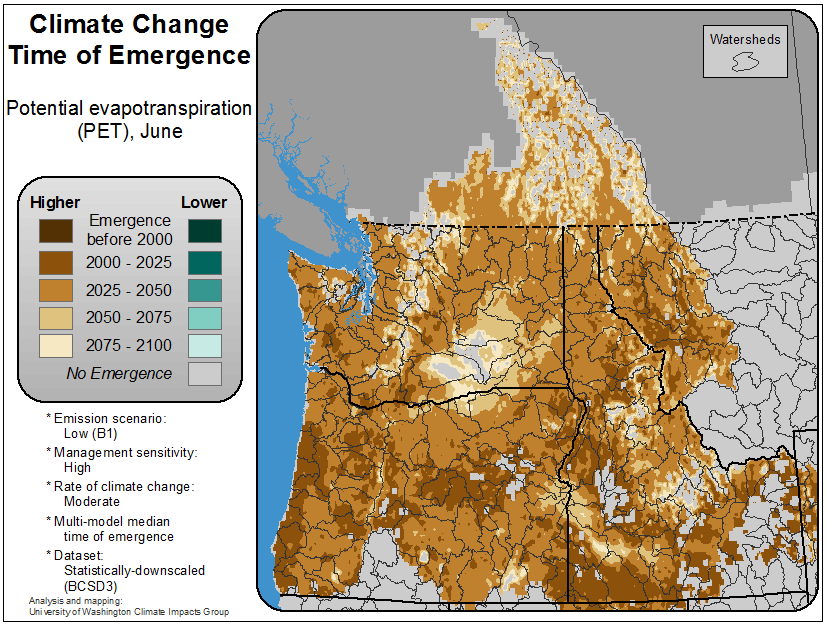 Climate Change
Time of Emergence
Potential evapotranspiration
(PET), June
Higher
Lower
Emergence
before 2000
2000 - 2025
2025 - 2050
2050 - 2075
2075 - 2100
No Emergence
* Emission scenario:
Low (B1)
* Management sensitivity:
High
* Rate of climate change:
Moderate
* Multi-model median
time of emergence
* Dataset:
Statistically-downscaled
(BCSD3)
Analysis and mapping:
University of Washington Climate Impacts Group
Watersheds